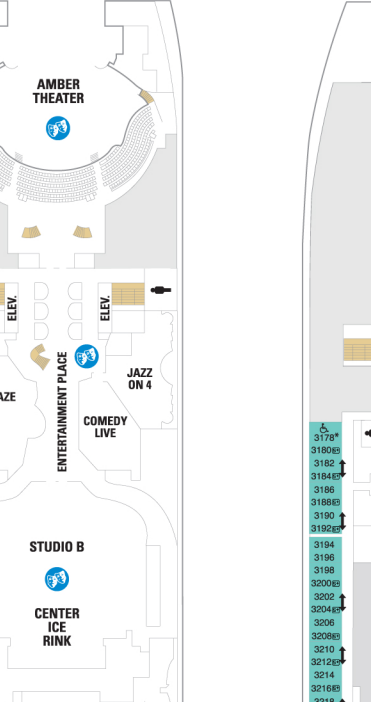 AMBER
THEATER
ELEV.
ELEV.
ENTERTAINMENT PLACE
JAZZ
ON 4
AZE
COMEDY
LIVE
STUDIO B
CENTER
ICE
RINK
3178*
3180
3182
3184
3186
3188
3190
3192
3194
3196
3198
3200
3202
3204
3206
3208
3210
3212
3214
3216
3218